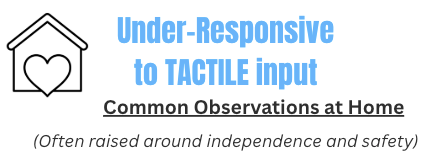 Under-Responsive
to TACTILE input
Common Observations at Home
(Often raised around independence and safety)